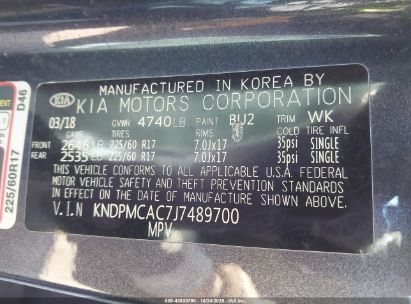 MANUFACTURED IN KOREA BY
KIA KIA MOTORS CORPORATION
03/18 GVWR 4740LB PAINT BU2 TRIM WK
GAWR TIRES RIMS COLD TIRE INFL
FRONT 2646LB 225/60 R17 7.0Jx17 35psi SINGLE
REAR 2535LB 225/60 R17 7.0Jx17 35psi SINGLE
THIS VEHICLE CONFORMS TO ALL APPLICABLE U.S.A. FEDERAL
MOTOR VEHICLE SAFETY, BUMPER, AND THEFT PREVENTION STANDARDS
IN EFFECT ON THE DATE OF MANUFACTURE SHOWN ABOVE.
V.I.N KNDPMCAC7J7489700
MPV
D46
225/60R17